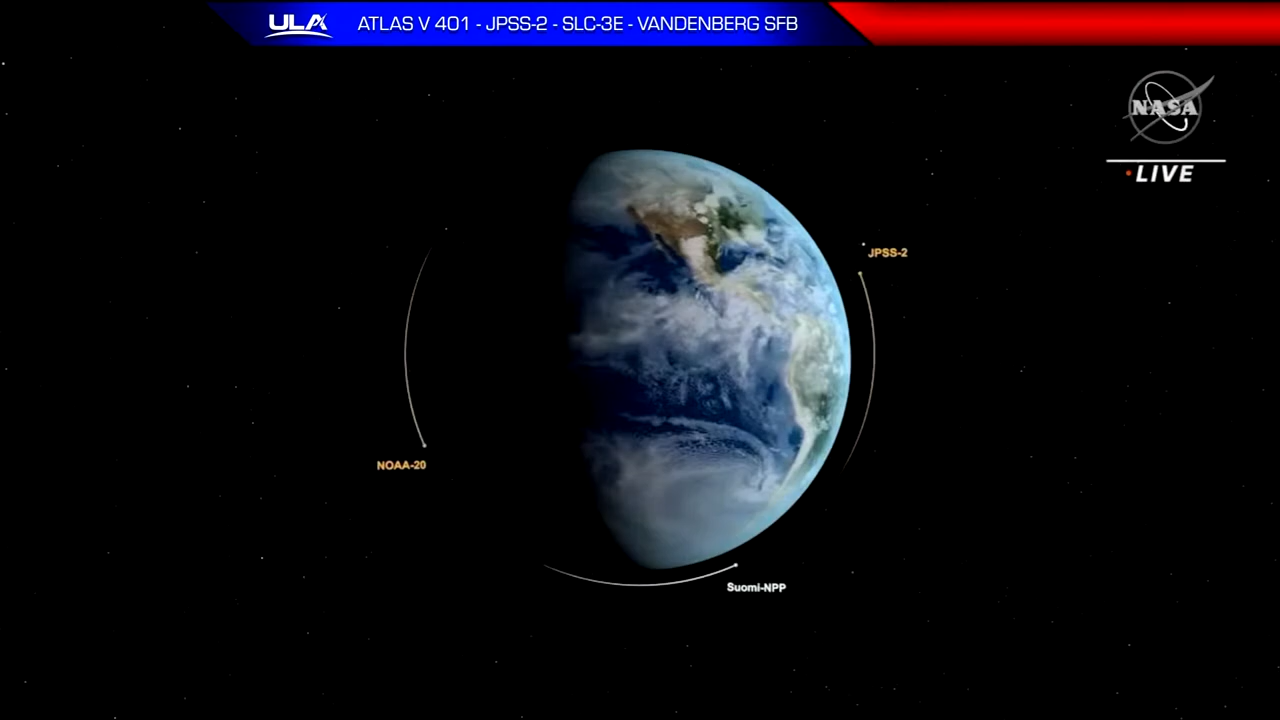 ULA ATLAS V 401 - JPSS-2 - SLC-3E - VANDENBERG SFB
NASA
LIVE
JPSS-2
NOAA-20
Suomi-NPP